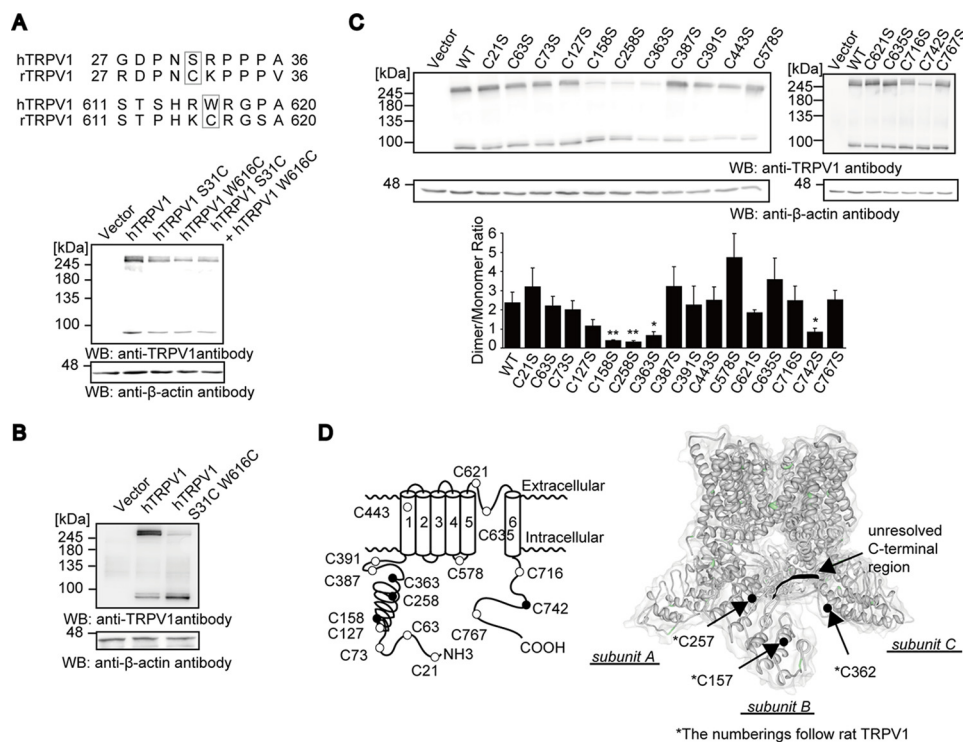 A
hTRPV1 27 G D P N S R P P P A 36
rTRPV1 27 R D P N C K P P P V 36
hTRPV1 611 S T S H R W R G P A 620
rTRPV1 611 S T P H K C R G S A 620
Vector
hTRPV1
hTRPV1 S31C
hTRPV1 W616C
hTRPV1 S31C
+ hTRPV1 W616C
[kDa]
245
180
135
100
WB: anti-TRPV1antibody
48
WB: anti-β-actin antibody
B
Vector
hTRPV1
hTRPV1
S31C W616C
[kDa]
245
180
135
100
WB: anti-TRPV1antibody
48
WB: anti-β-actin antibody
C
Vector
WT
C21S
C63S
C73S
C127S
C158S
C258S
C363S
C387S
C391S
C443S
C578S
[kDa]
245
180
135
100
WB: anti-TRPV1 antibody
48
WB: anti-β-actin antibody
Vector
WT
C621S
C635S
C716S
C742S
C767S
[kDa]
245
180
135
100
48
Dimer/Monomer Ratio
6
5
4
3
2
1
0
** ** * *
WT C21S C63S C73S C127S C158S C258S C363S C387S C391S C443S C578S C621S C635S C716S C742S C767S
D
C621
Extracellular
C443
1 2 3 4 5 6
C635
Intracellular
C391
C387
C363
C258
C578
C716
C158
C127
C742
C73
C63
C767
C21
NH3
COOH
unresolved
C-terminal
region
*C257
subunit A
*C157
*C362
subunit C
subunit B
*The numberings follow rat TRPV1